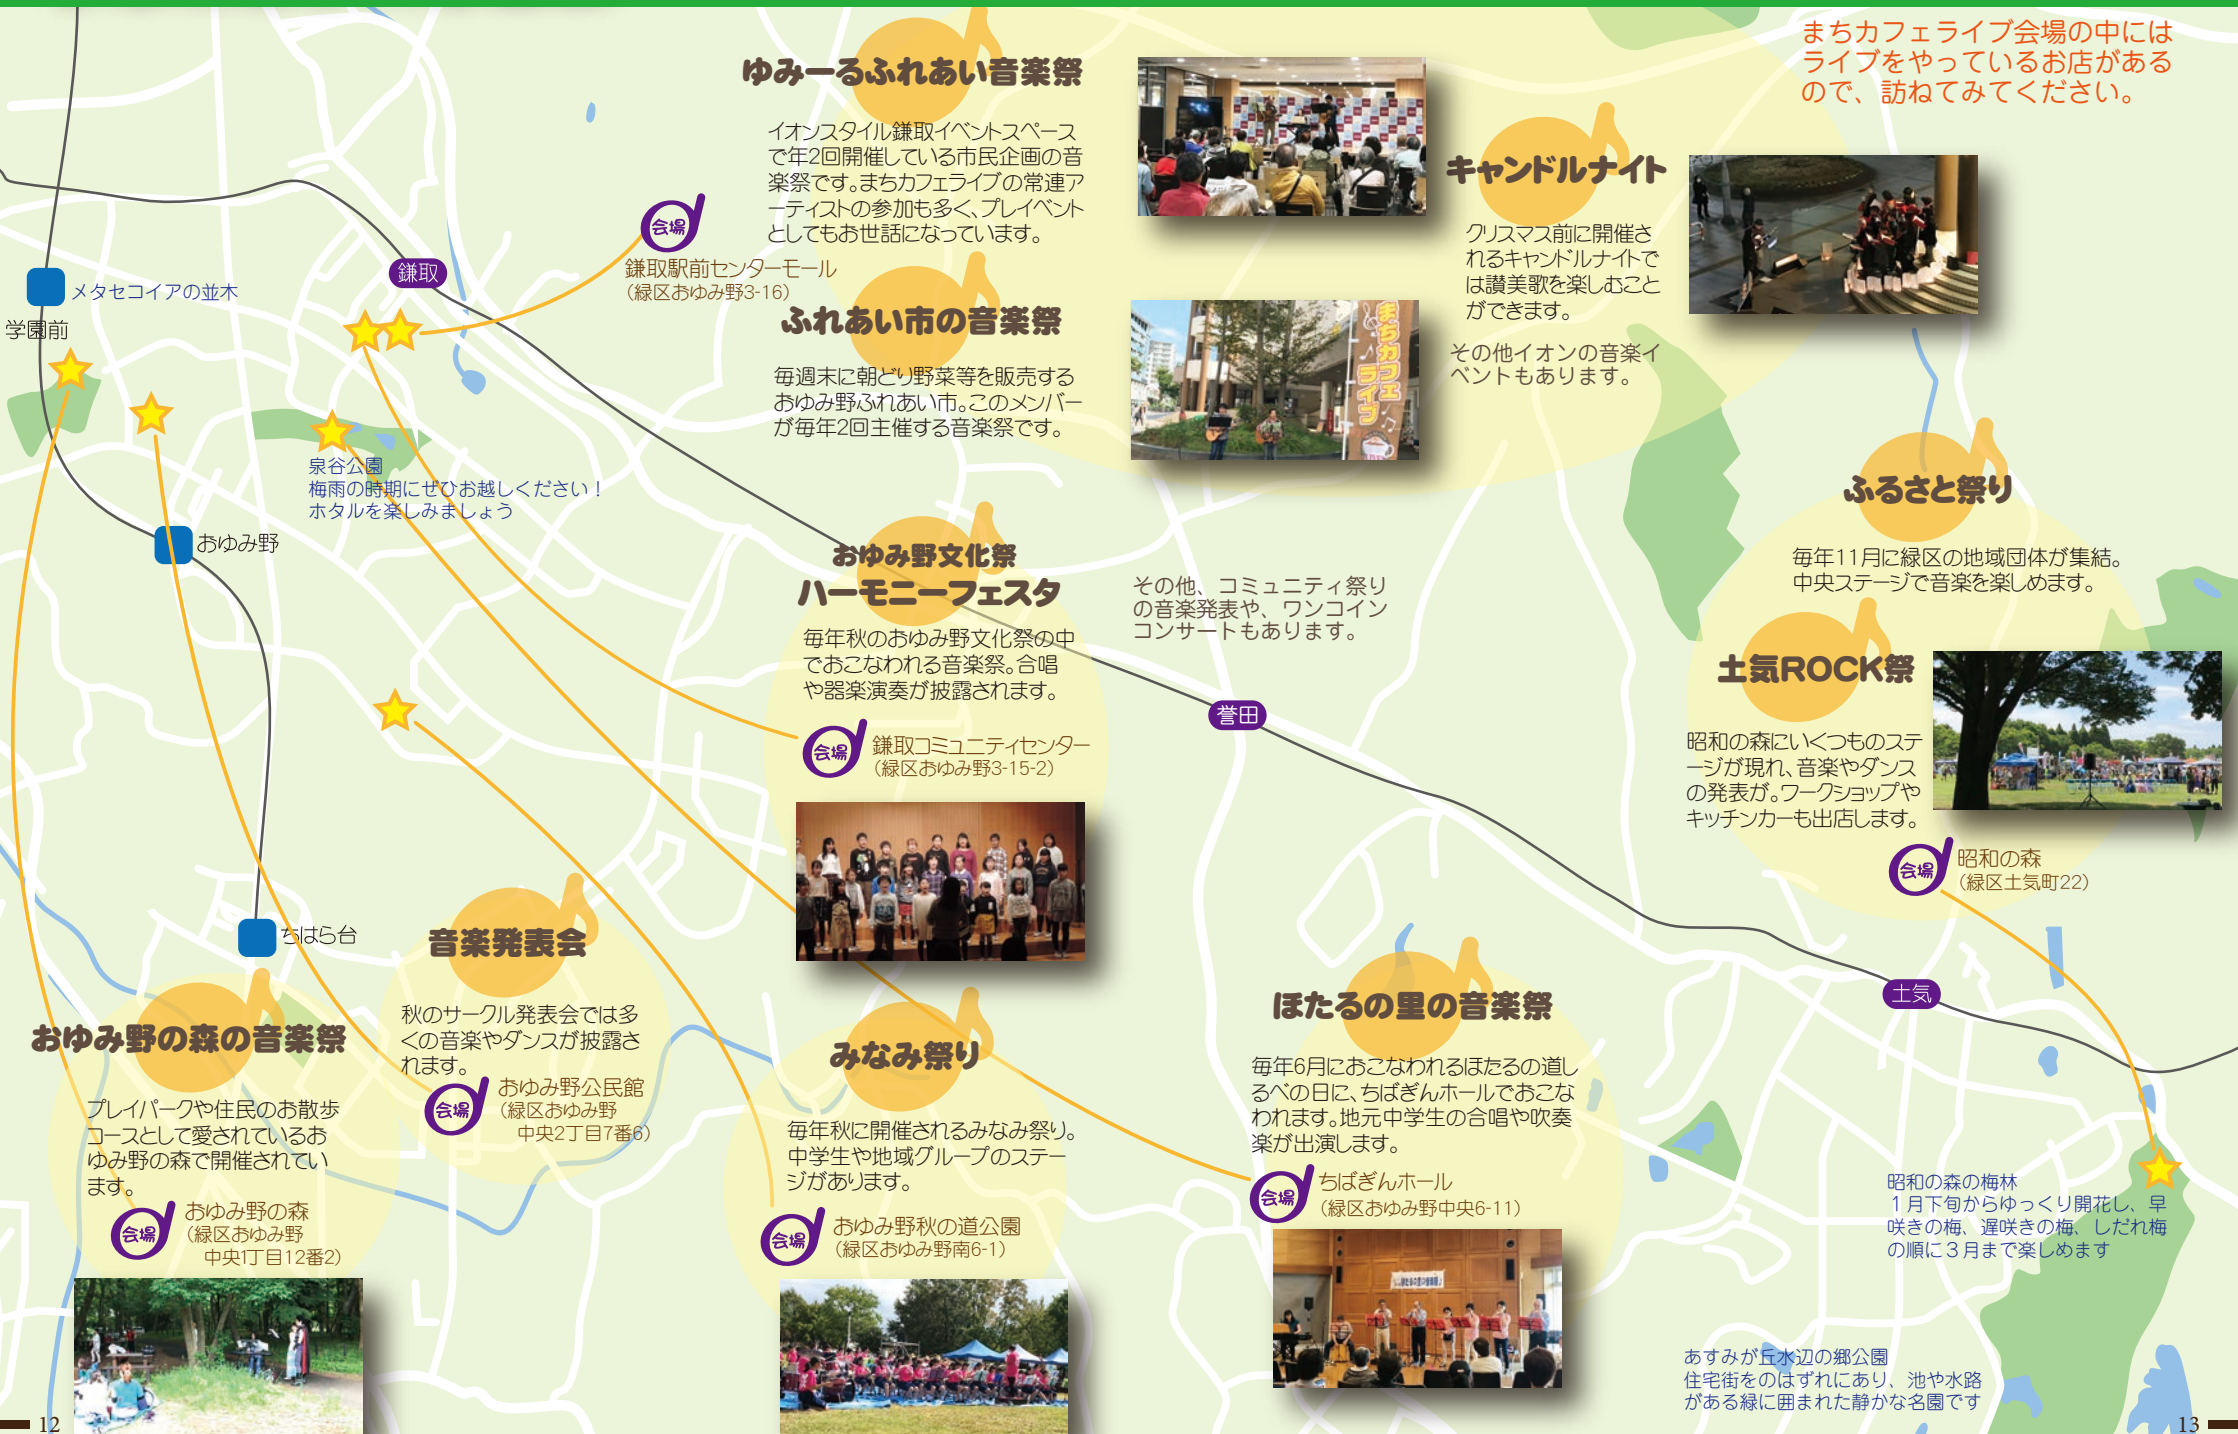 まちカフェライブ会場の中には
ライブをやっているお店がある
ので、訪ねてみてください。
ゆみーるふれあい音楽祭
イオンスタイル鎌取イベントスペース
で年2回開催している市民企画の音
楽祭です。まちカフェライブの常連ア
ーティストの参加も多く、プレイベント
としてもお世話になっています。
会場
鎌取駅前センターモール
（緑区おゆみ野3-16）
ふれあい市の音楽祭
毎週末に朝どり野菜等を販売する
おゆみ野ふれあい市。このメンバー
が毎年2回主催する音楽祭です。
まちカフェ
ライブ
キャンドルナイト
クリスマス前に開催さ
れるキャンドルナイトで
は讃美歌を楽しむこと
ができます。
その他イオンの音楽イ
ベントもあります。
鎌取
メタセコイアの並木
学園前
泉谷公園
梅雨の時期にぜひお越しください！
ホタルを楽しみましょう
おゆみ野
おゆみ野文化祭
ハーモニーフェスタ
毎年秋のおゆみ野文化祭の中
でおこなわれる音楽祭。合唱
や器楽演奏が披露されます。
会場
鎌取コミュニティセンター
（緑区おゆみ野3-15-2）
その他、コミュニティ祭り
の音楽発表や、ワンコイン
コンサートもあります。
誉田
ふるさと祭り
毎年11月に緑区の地域団体が集結。
中央ステージで音楽を楽しめます。
土気ROCK祭
昭和の森にいくつものステ
ージが現れ、音楽やダンス
の発表が。ワークショップや
キッチンカーも出店します。
会場
昭和の森
（緑区土気町22）
土気
ちはら台
音楽発表会
秋のサークル発表会では多
くの音楽やダンスが披露さ
れます。
会場
おゆみ野公民館
（緑区おゆみ野
中央2丁目7番6）
おゆみ野の森の音楽祭
プレイパークや住民のお散歩
コースとして愛されているお
ゆみ野の森で開催されてい
ます。
会場
おゆみ野の森
（緑区おゆみ野
中央1丁目12番2）
みなみ祭り
毎年秋に開催されるみなみ祭り。
中学生や地域グループのステー
ジがあります。
会場
おゆみ野秋の道公園
（緑区おゆみ野南6-1）
ほたるの里の音楽祭
毎年6月におこなわれるほたるの道し
るべの日に、ちばぎんホールでおこな
われます。地元中学生の合唱や吹奏
楽が出演します。
会場
ちばぎんホール
（緑区おゆみ野中央6-11）
ほたるの里の音楽祭
昭和の森の梅林
１月下旬からゆっくり開花し、早
咲きの梅、遅咲きの梅、しだれ梅
の順に３月まで楽しめます
あすみが丘水辺の郷公園
住宅街をのはずれにあり、池や水路
がある緑に囲まれた静かな名園です
12
13